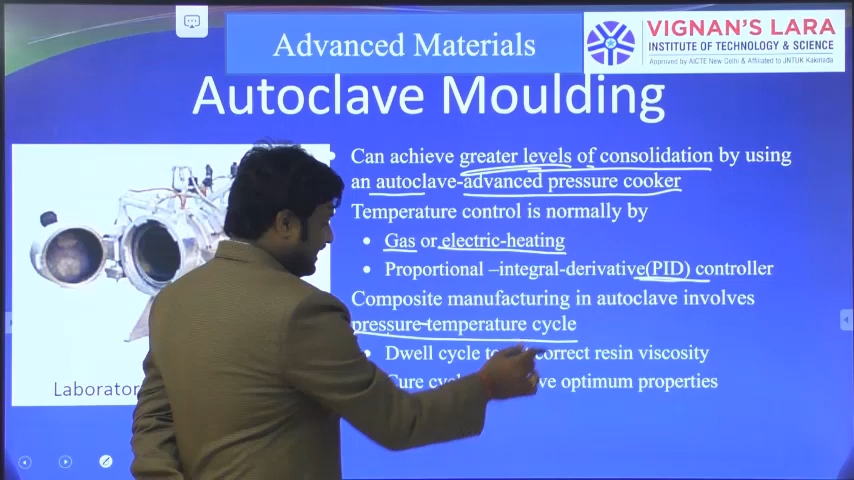 Advanced Materials
VIGNAN'S LARA
INSTITUTE OF TECHNOLOGY & SCIENCE
Approved by AICTE New Delhi & Affiliated to JNTUK Kakinada
Autoclave Moulding
• Can achieve greater levels of consolidation by using
an autoclave-advanced pressure cooker
Temperature control is normally by
• Gas or electric-heating
• Proportional –integral-derivative(PID) controller
Composite manufacturing in autoclave involves
pressure-temperature cycle
• Dwell cycle to correct resin viscosity
Cure optimum properties